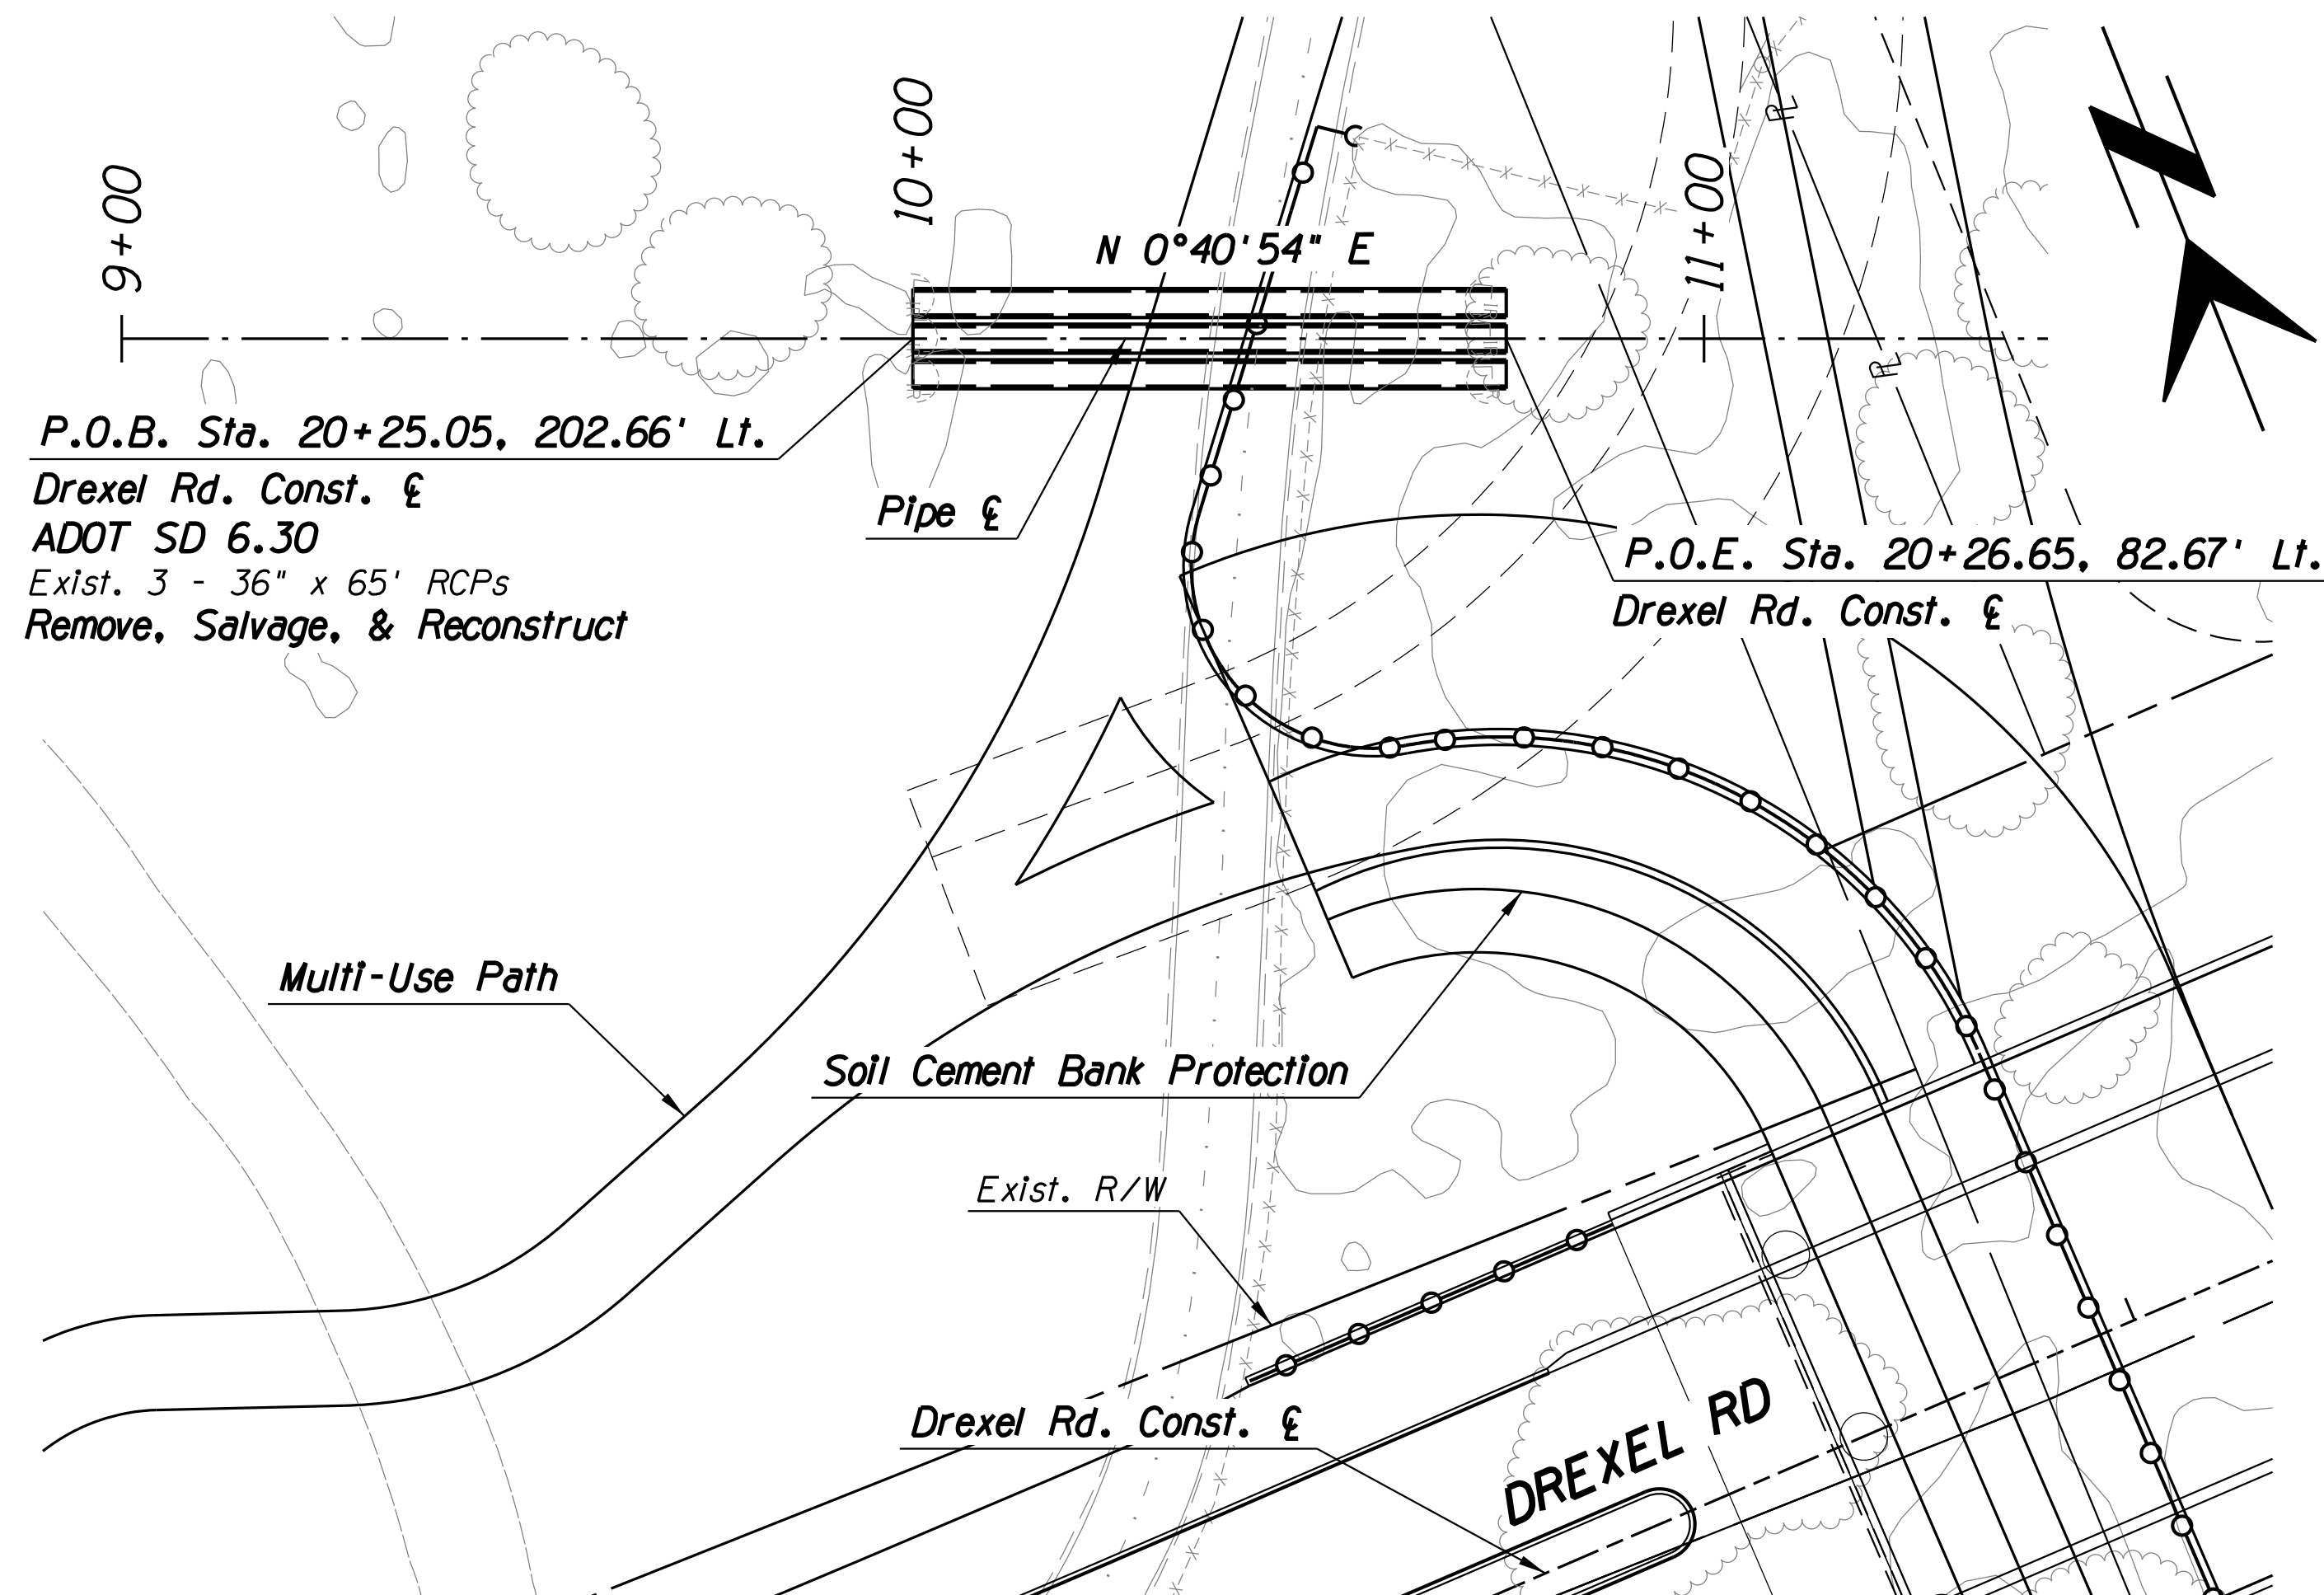 9+00
10+00
11+00
N 0°40'54" E
P.O.B. Sta. 20+25.05, 202.66' Lt.
Drexel Rd. Const. ℄
ADOT SD 6.30
Exist. 3 - 36" x 65' RCPs
Remove, Salvage, & Reconstruct
Pipe ℄
P.O.E. Sta. 20+26.65, 82.67' Lt.
Drexel Rd. Const. ℄
Multi-Use Path
Soil Cement Bank Protection
Exist. R/W
Drexel Rd. Const. ℄
DREXEL RD